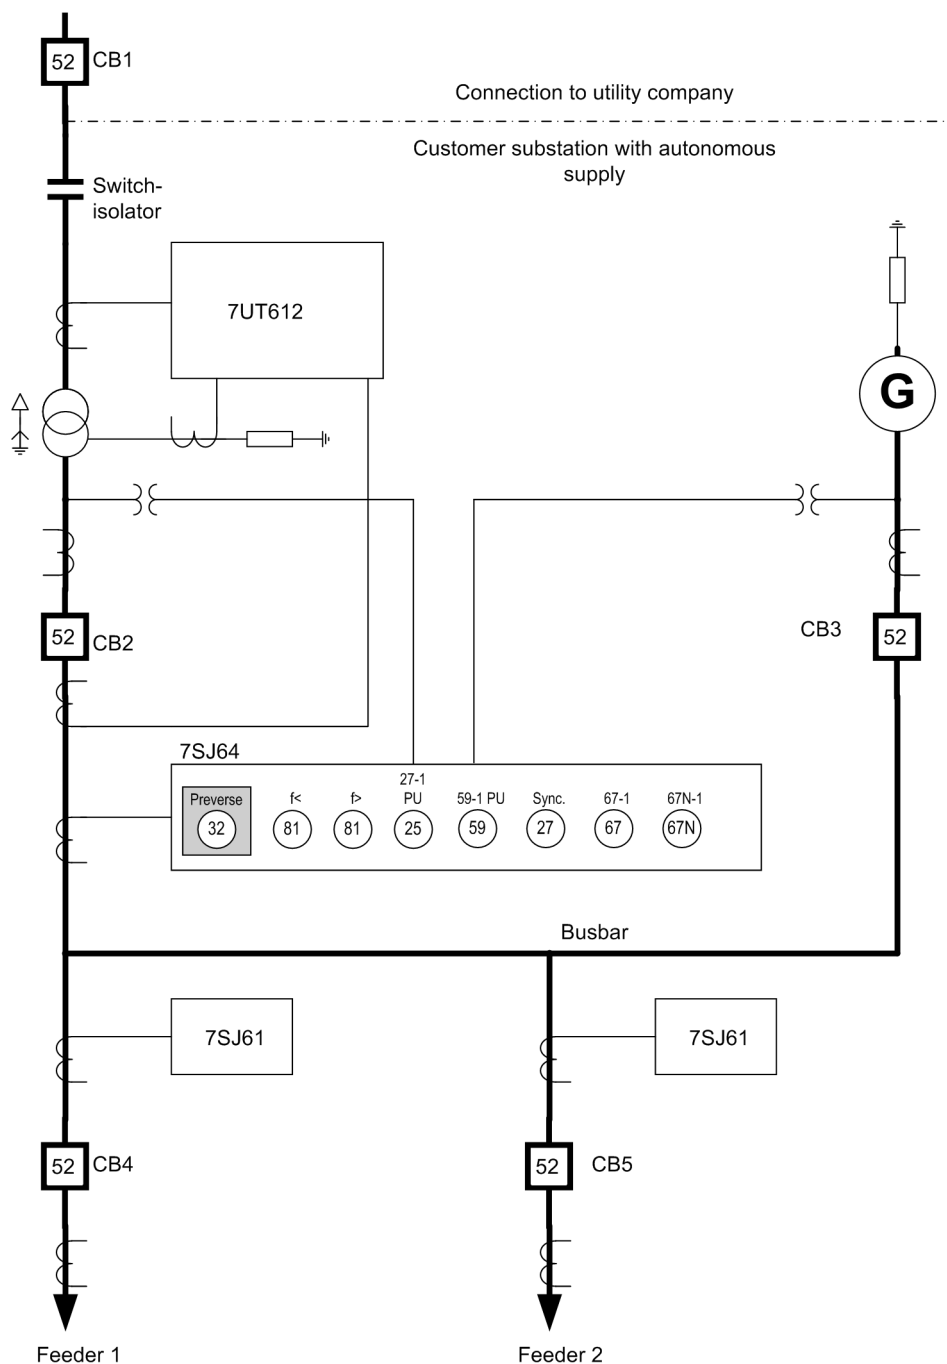 52
CB1
Connection to utility company
Customer substation with autonomous
supply
Switch-
isolator
7UT612
G
52
CB2
CB3
52
7SJ64
27-1
Preverse
f<
f>
PU
59-1 PU
Sync.
67-1
67N-1
32
81
81
25
59
27
67
67N
Busbar
7SJ61
7SJ61
52
CB4
52
CB5
Feeder 1
Feeder 2